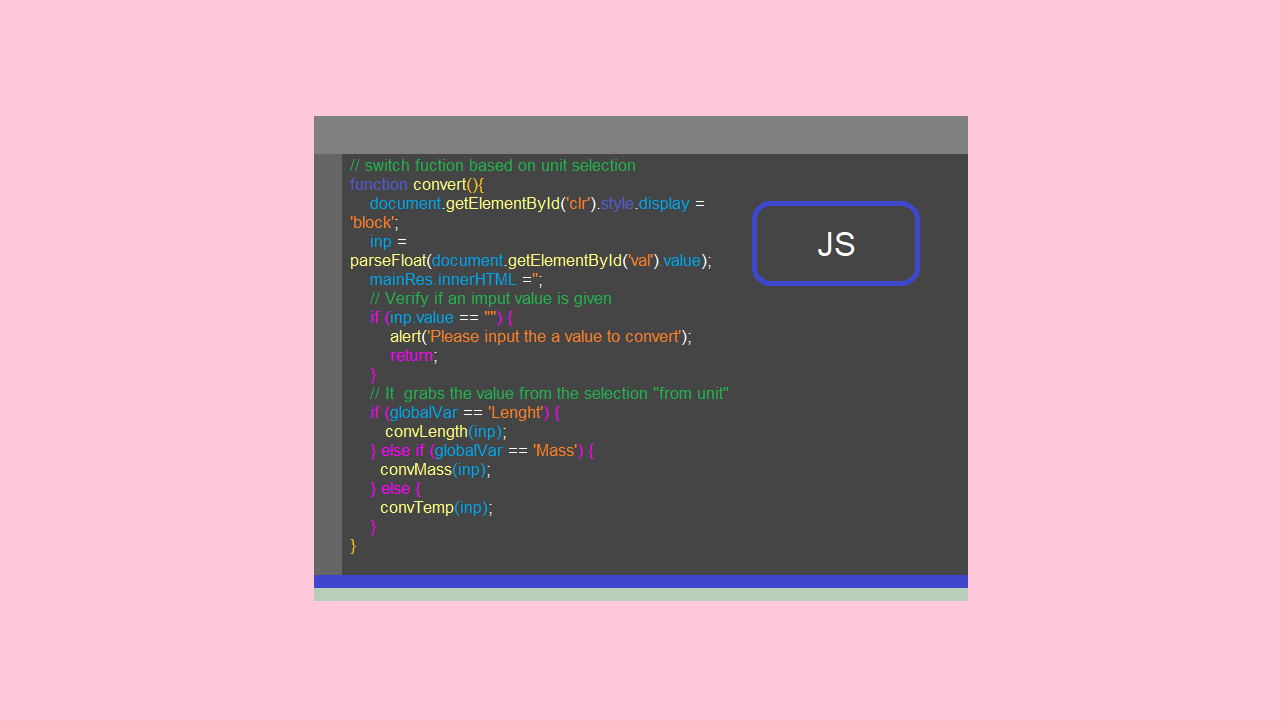 // switch fuction based on unit selection
function convert(){
document.getElementById('clr').style.display =
'block';
inp =
parseFloat(document.getElementById('val').value);
mainRes.innerHTML ='';
// Verify if an imput value is given
if (inp.value == "") {
alert('Please input the a value to convert');
return;
}
// It  grabs the value from the selection "from unit"
if (globalVar == 'Lenght') {
convLength(inp);
} else if (globalVar == 'Mass') {
convMass(inp);
} else {
convTemp(inp);
}
}
JS